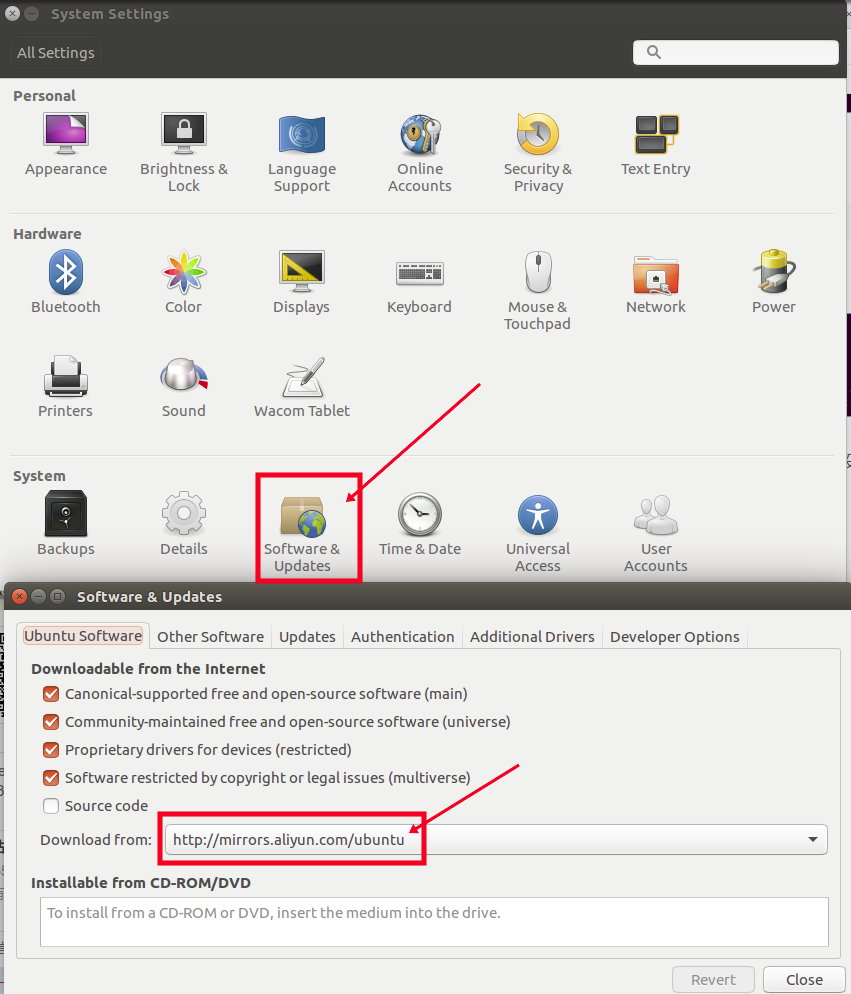 System Settings
All Settings
Personal
Appearance
Brightness &
Lock
Language
Support
Online
Accounts
Security &
Privacy
Text Entry
Hardware
Bluetooth
Color
Displays
Keyboard
Mouse &
Touchpad
Network
Power
Printers
Sound
Wacom Tablet
System
Backups
Details
Software &
Updates
Time & Date
Universal
Access
User
Accounts
Software & Updates
Ubuntu Software
Other Software
Updates
Authentication
Additional Drivers
Developer Options
Downloadable from the Internet
Canonical-supported free and open-source software (main)
Community-maintained free and open-source software (universe)
Proprietary drivers for devices (restricted)
Software restricted by copyright or legal issues (multiverse)
Source code
Download from: http://mirrors.aliyun.com/ubuntu
Installable from CD-ROM/DVD
To install from a CD-ROM or DVD, insert the medium into the drive.
Revert
Close